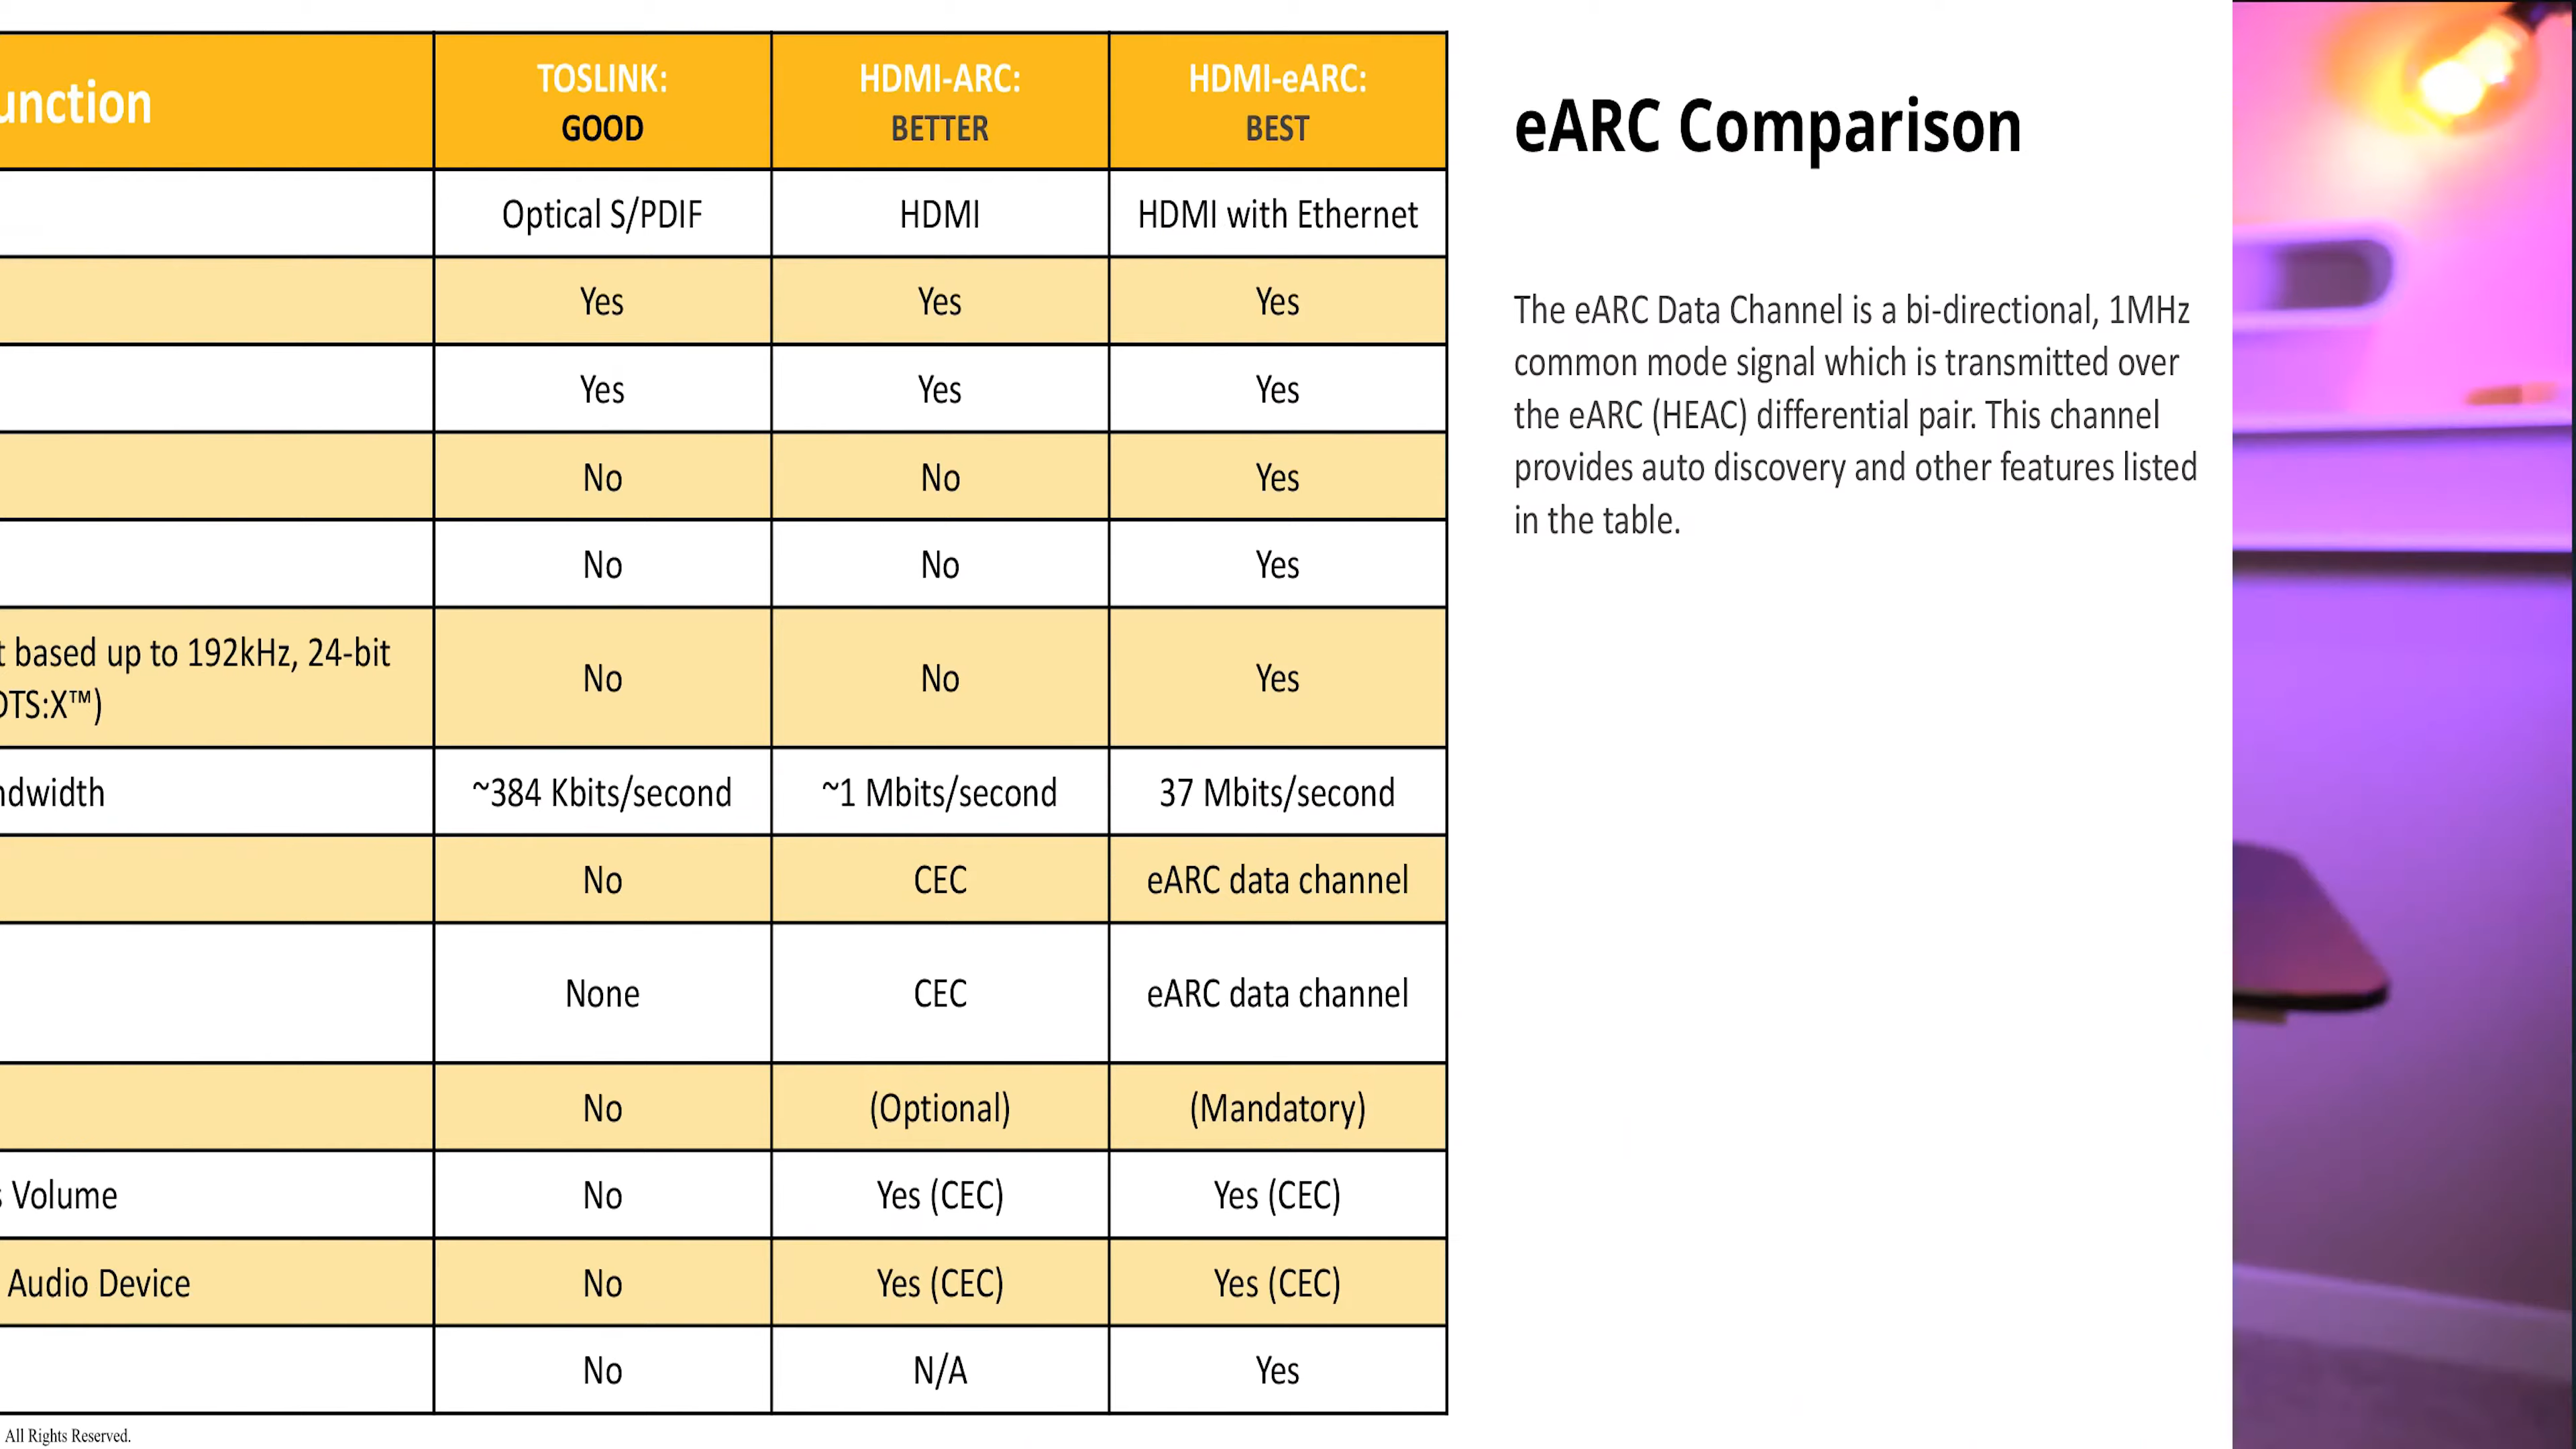 unction TOSLINK: HDMI-ARC: HDMI-eARC:
GOOD BETTER BEST
Optical S/PDIF HDMI HDMI with Ethernet
Yes Yes Yes
Yes Yes Yes
No No Yes
No No Yes
t based up to 192kHz, 24-bit
DTS:X™) No No Yes
ndwidth ~384 Kbits/second ~1 Mbits/second 37 Mbits/second
No CEC eARC data channel
None CEC eARC data channel
No (Optional) (Mandatory)
s Volume No Yes (CEC) Yes (CEC)
Audio Device No Yes (CEC) Yes (CEC)
No N/A Yes
All Rights Reserved.
eARC Comparison
The eARC Data Channel is a bi-directional, 1MHz
common mode signal which is transmitted over
the eARC (HEAC) differential pair. This channel
provides auto discovery and other features listed
in the table.